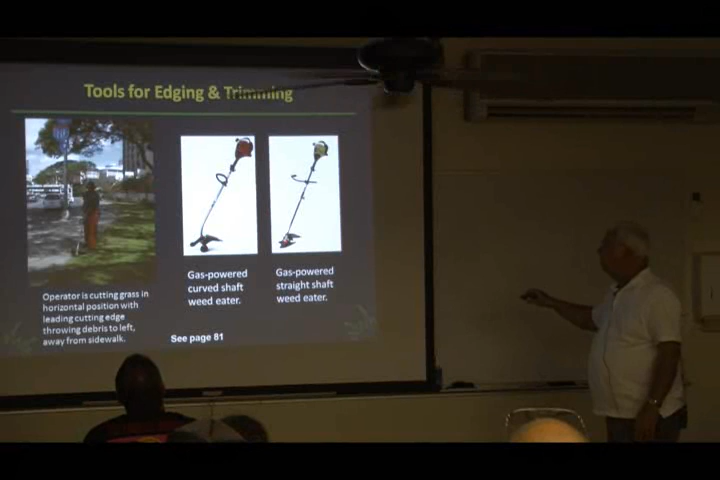 Tools for Edging & Trimming
Gas-powered
curved shaft
weed eater.
Gas-powered
straight shaft
weed eater.
Operator is cutting grass in
horizontal position with
leading cutting edge
throwing debris to left,
away from sidewalk.
See page 81